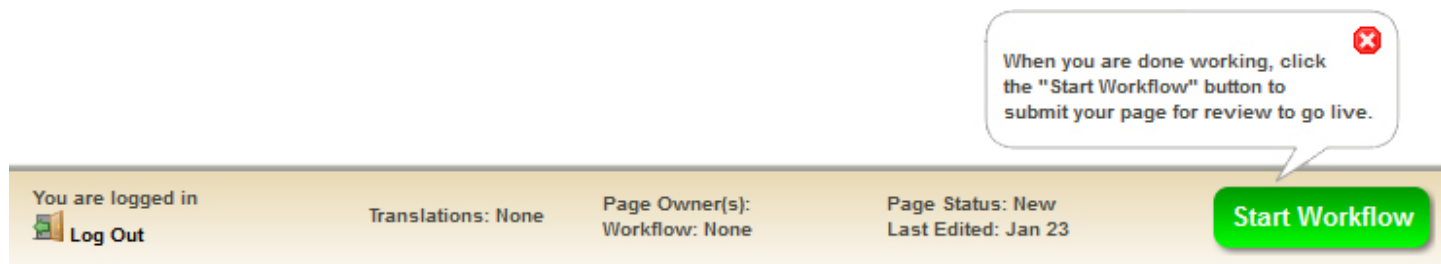 When you are done working, click
the "Start Workflow" button to
submit your page for review to go live.
You are logged in
Log Out
Translations: None
Page Owner(s):
Workflow: None
Page Status: New
Last Edited: Jan 23
Start Workflow